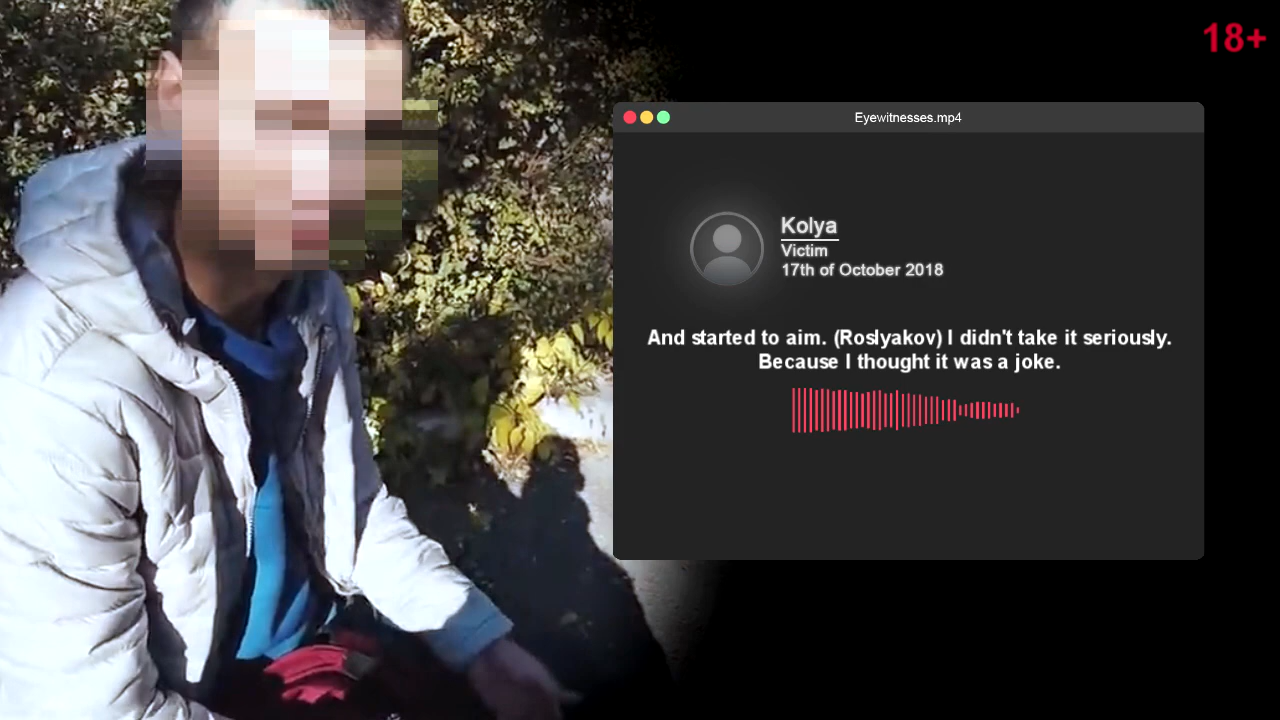 18+
Eyewitnesses.mp4
Kolya
Victim
17th of October 2018
And started to aim. (Roslyakov) I didn't take it seriously.
Because I thought it was a joke.